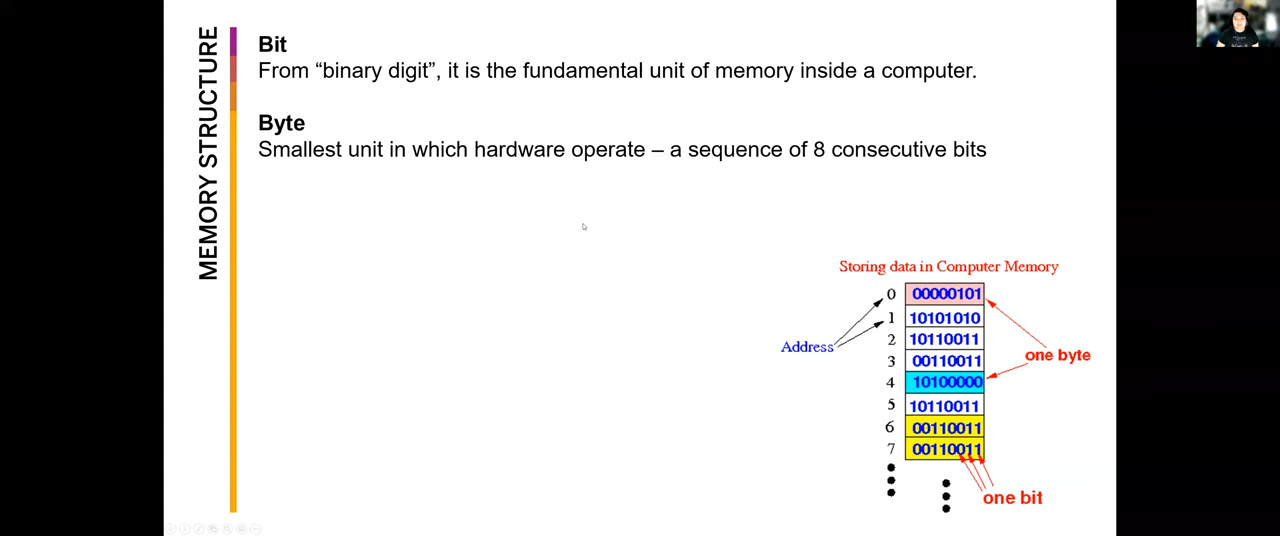 MEMORY STRUCTURE
Bit
From “binary digit”, it is the fundamental unit of memory inside a computer.
Byte
Smallest unit in which hardware operate – a sequence of 8 consecutive bits
Storing data in Computer Memory
0 00000101
1 10101010
2 10110011
Address
3 00110011
one byte
4 10100000
5 10110011
6 00110011
7 00110011
one bit